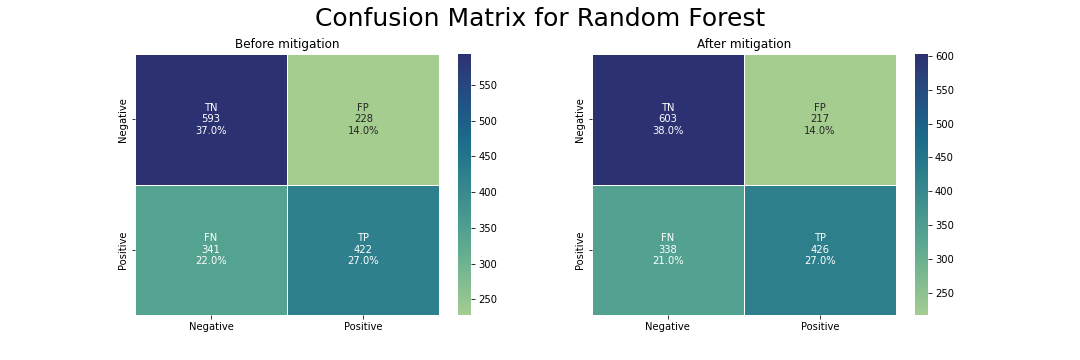 Confusion Matrix for Random Forest
Before mitigation
Negative
Positive
TN
593
37.0%
FP
228
14.0%
FN
341
22.0%
TP
422
27.0%
Negative
Positive
550
500
450
400
350
300
250
After mitigation
Negative
Positive
TN
603
38.0%
FP
217
14.0%
FN
338
21.0%
TP
426
27.0%
Negative
Positive
600
550
500
450
400
350
300
250